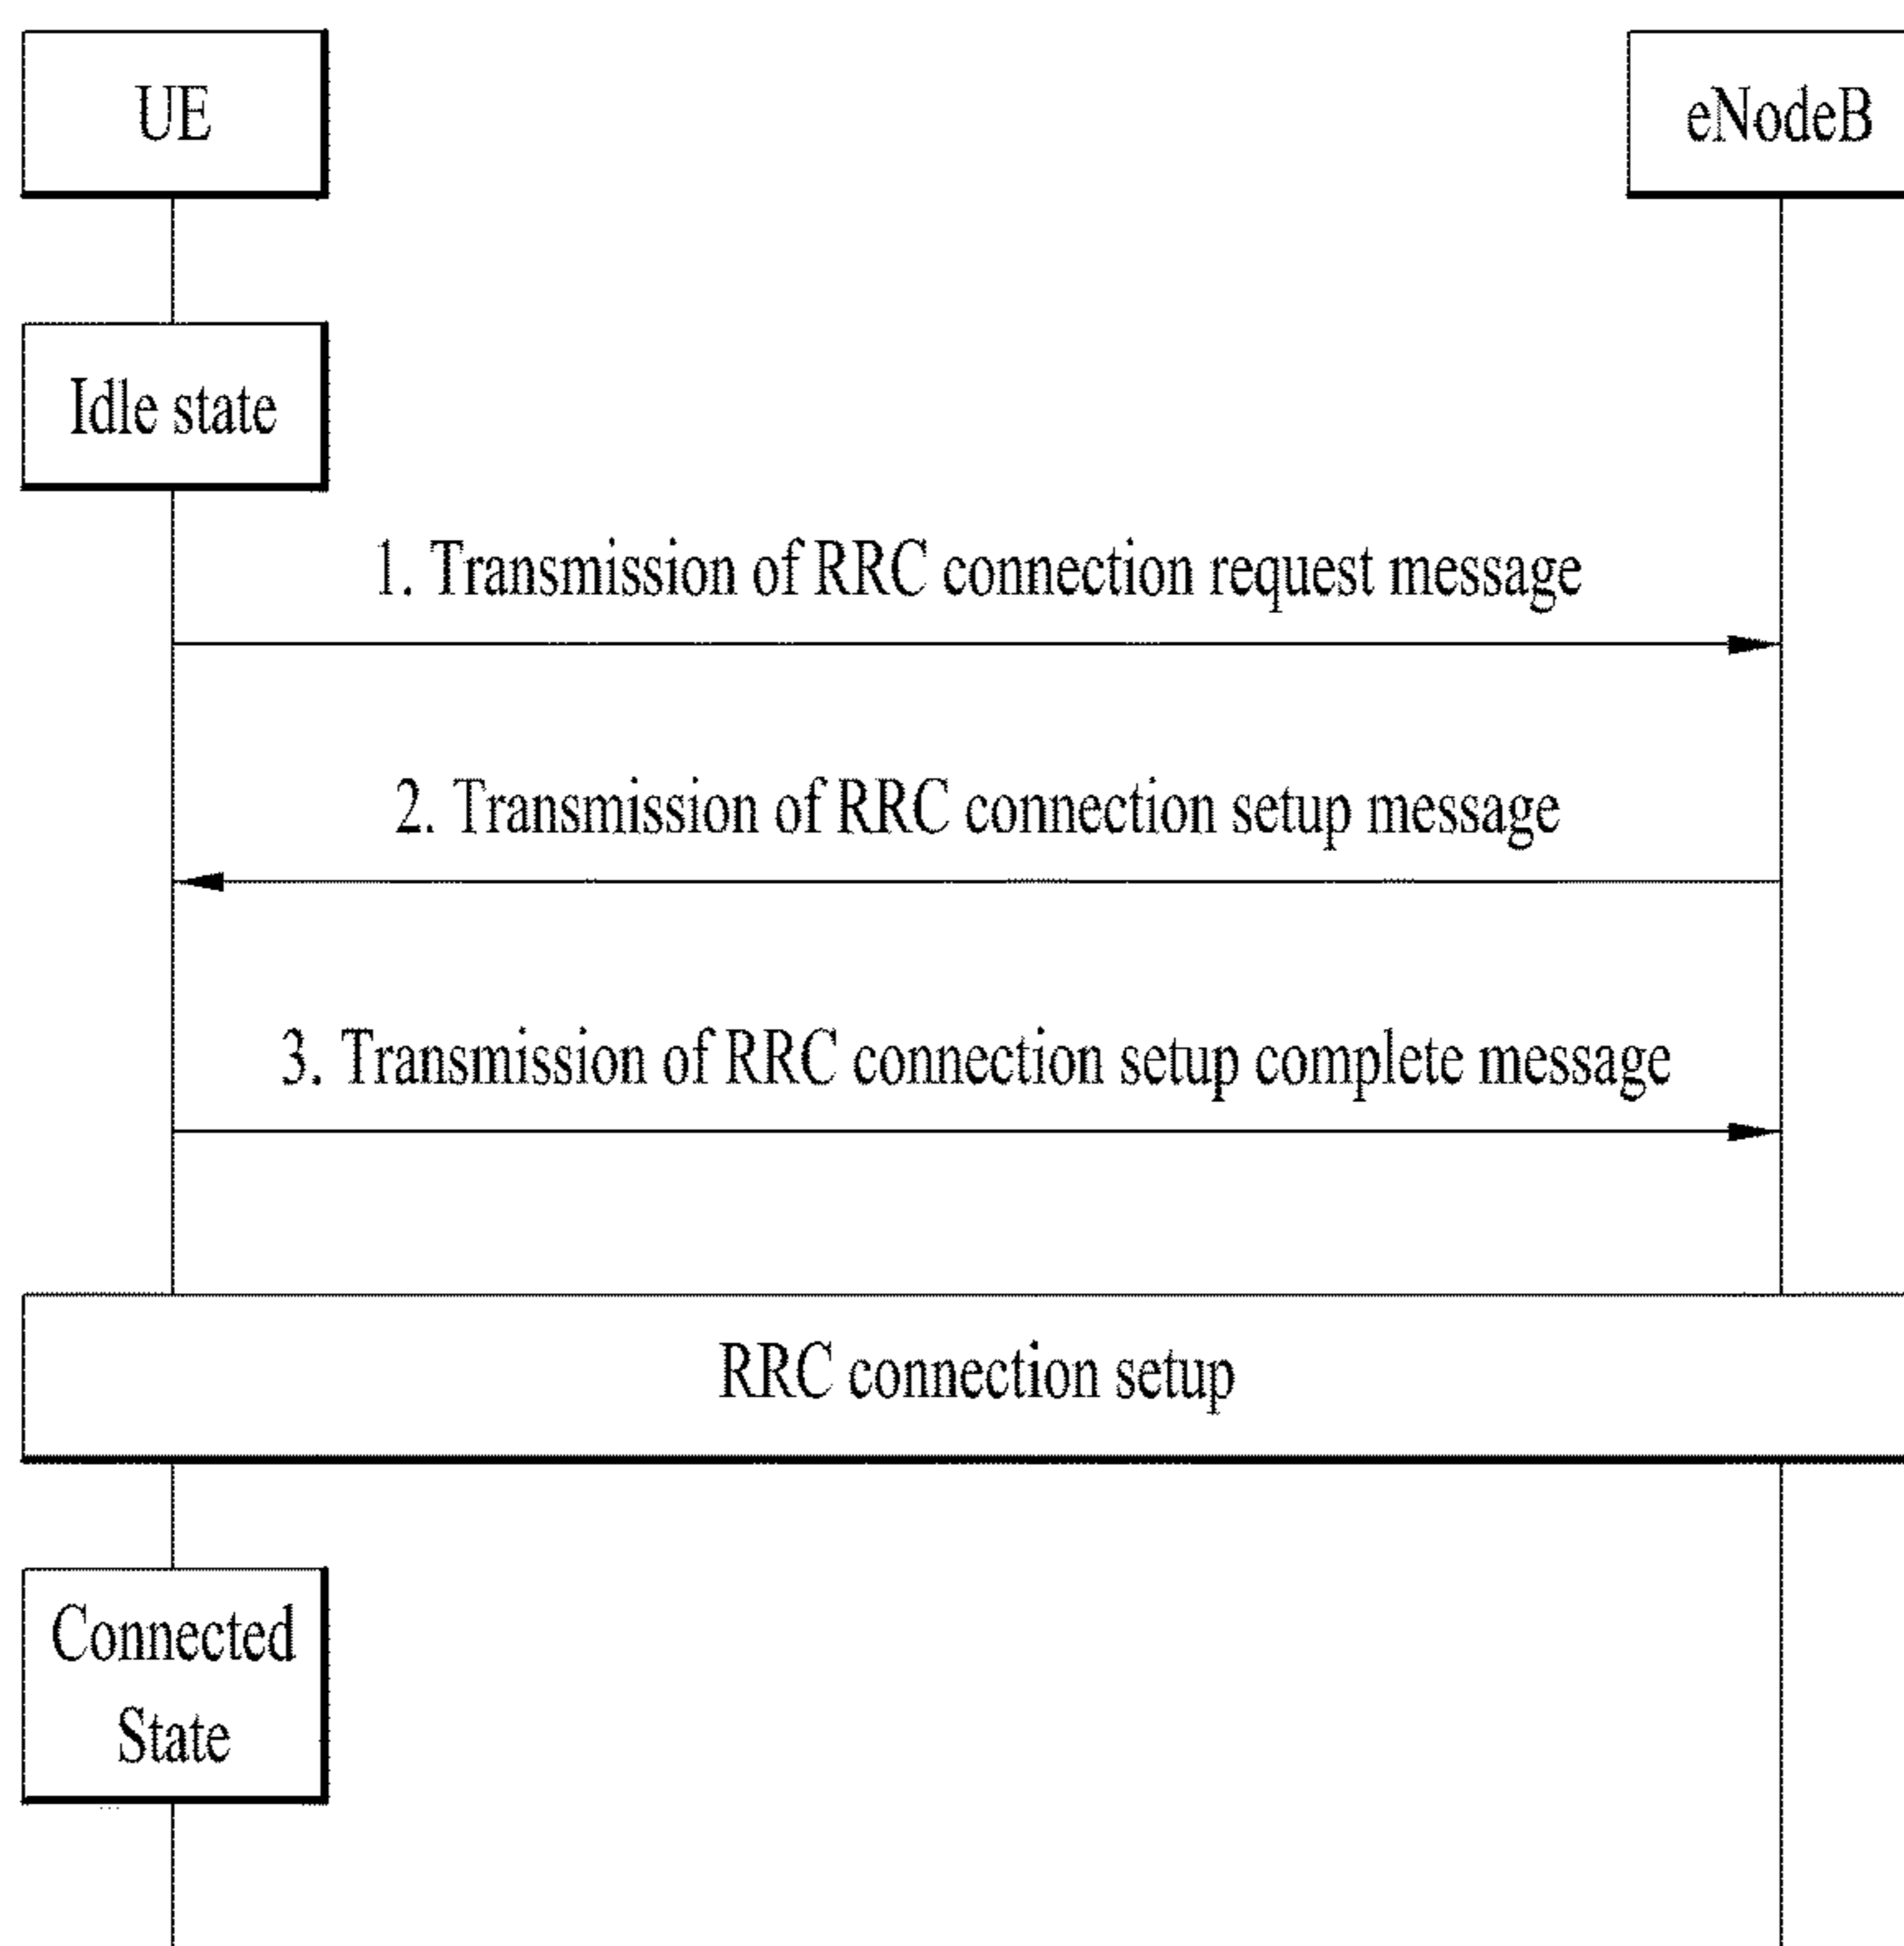 UE
eNodeB
Idle state
1. Transmission of RRC connection request message
2. Transmission of RRC connection setup message
3. Transmission of RRC connection setup complete message
RRC connection setup
Connected
State